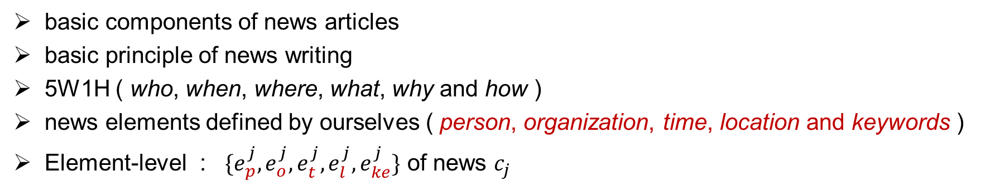 ➢ basic components of news articles
➢ basic principle of news writing
➢ 5W1H ( who, when, where, what, why and how )
➢ news elements defined by ourselves ( person, organization, time, location and keywords )
➢ Element-level : {e_p^j, e_o^j, e_t^j, e_l^j, e_{ke}^j} of news c_j